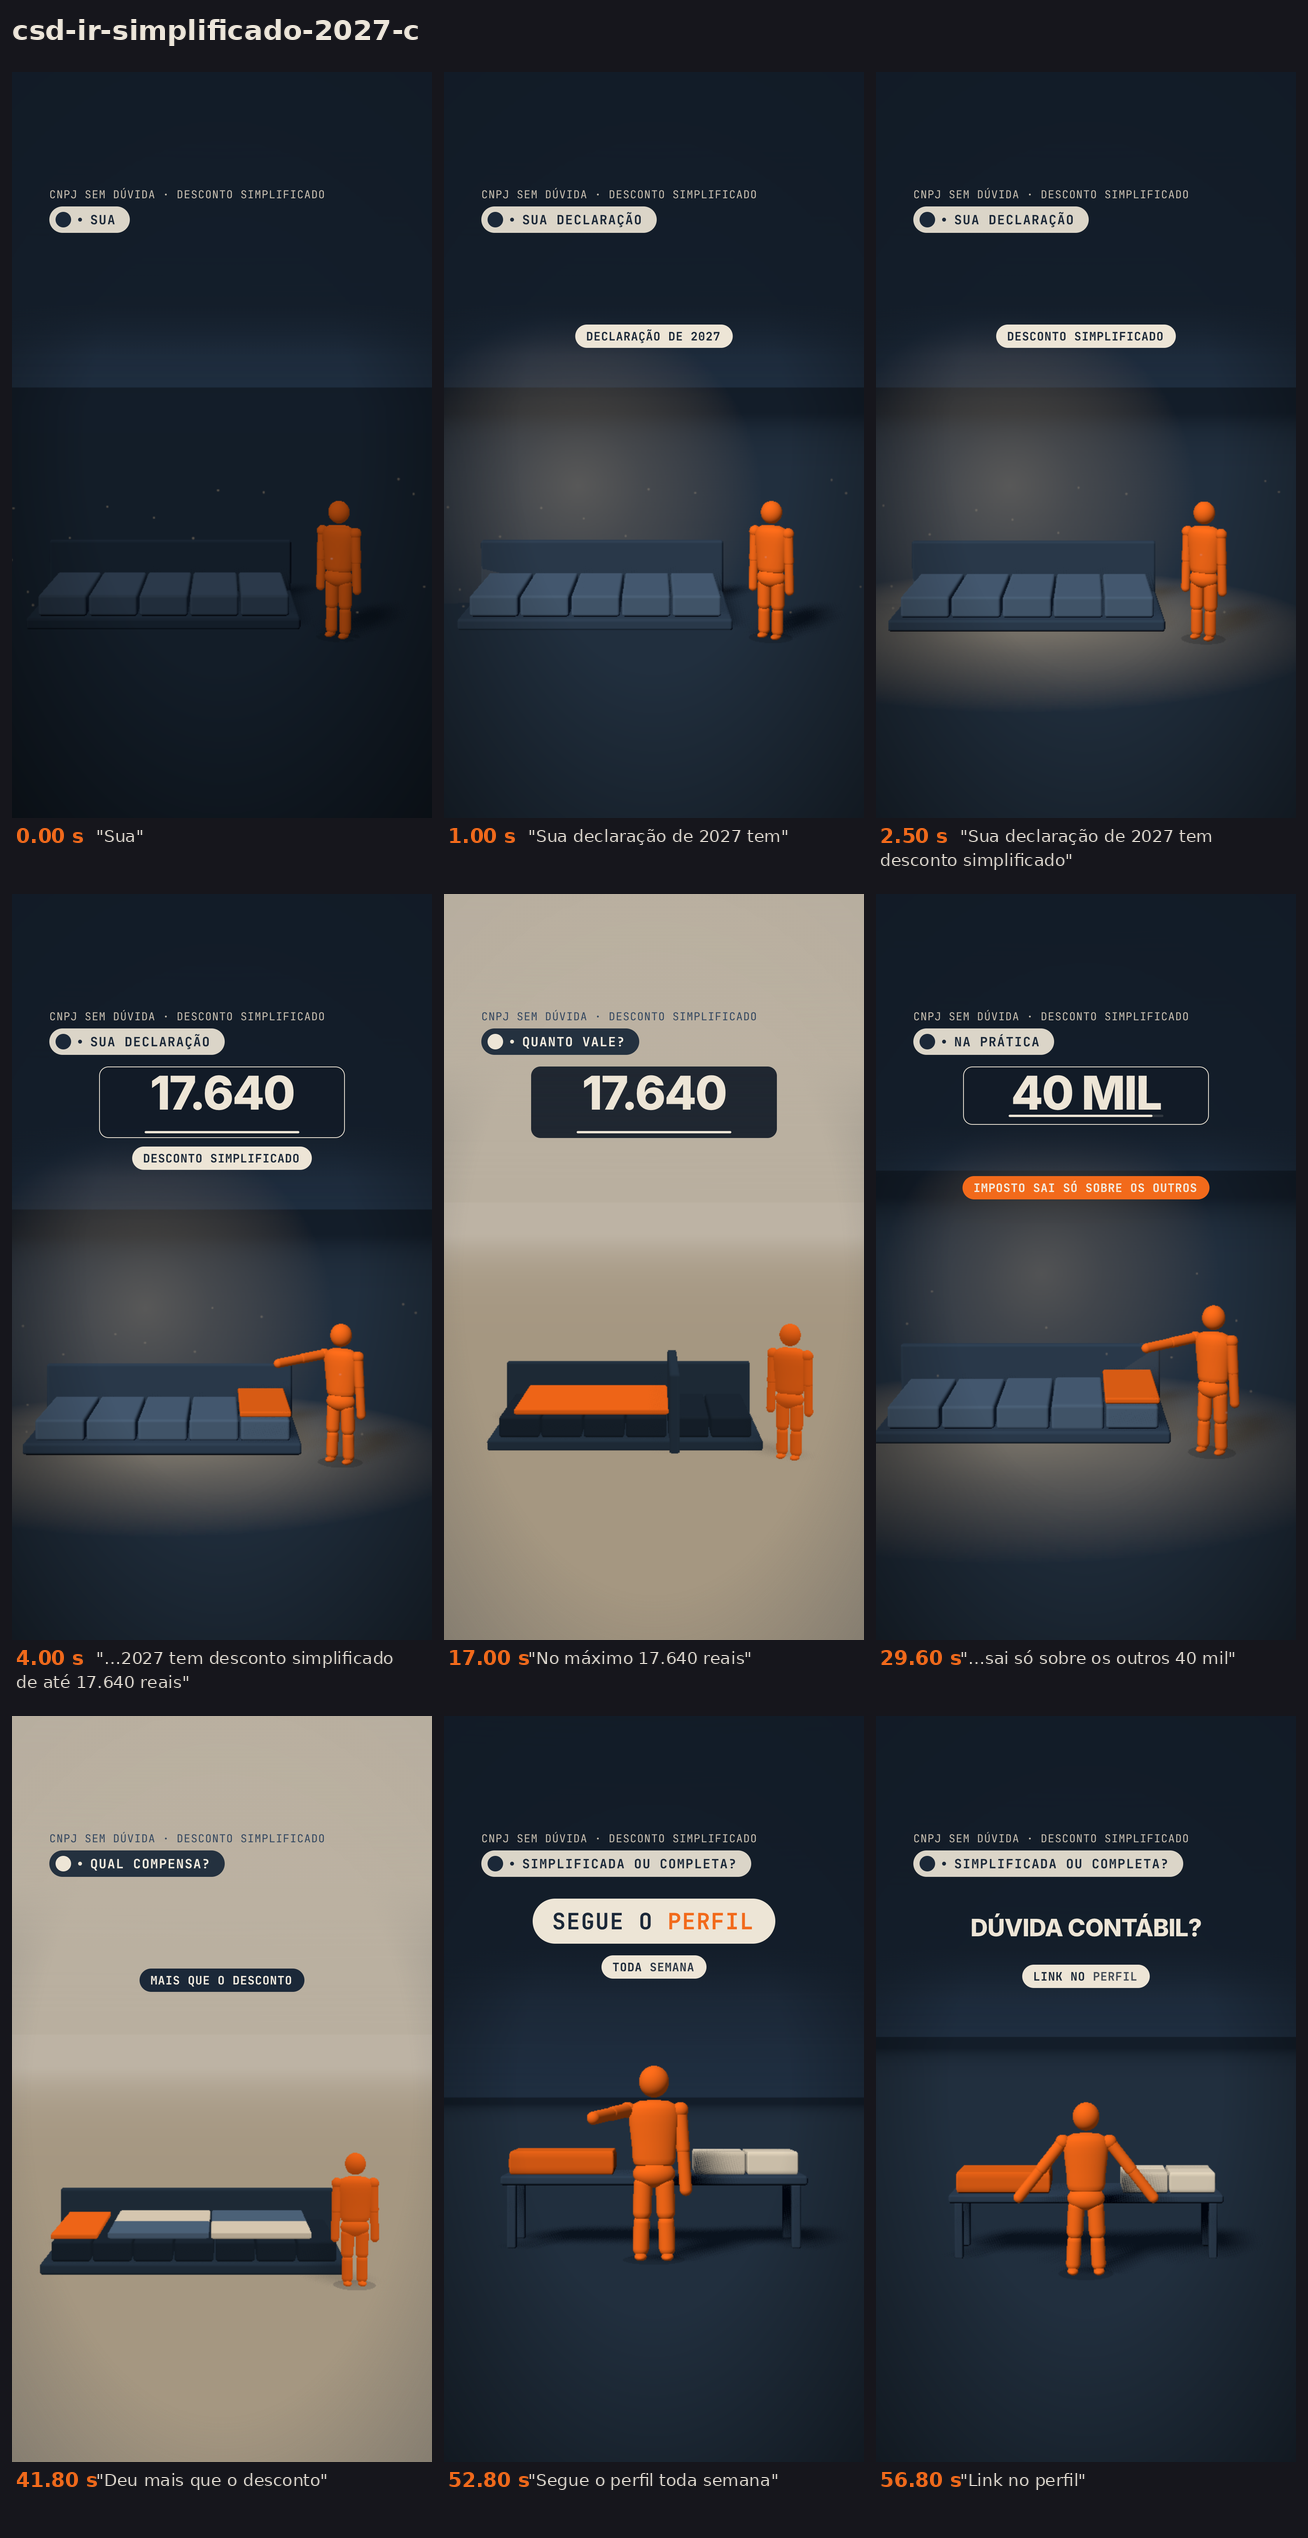 csd-ir-simplificado-2027-c
CNPJ SEM DÚVIDA · DESCONTO SIMPLIFICADO
• SUA
0.00 s "Sua"
CNPJ SEM DÚVIDA · DESCONTO SIMPLIFICADO
• SUA DECLARAÇÃO
DECLARAÇÃO DE 2027
1.00 s "Sua declaração de 2027 tem"
CNPJ SEM DÚVIDA · DESCONTO SIMPLIFICADO
• SUA DECLARAÇÃO
DESCONTO SIMPLIFICADO
2.50 s "Sua declaração de 2027 tem
desconto simplificado"
CNPJ SEM DÚVIDA · DESCONTO SIMPLIFICADO
• SUA DECLARAÇÃO
17.640
DESCONTO SIMPLIFICADO
4.00 s "...2027 tem desconto simplificado
de até 17.640 reais"
CNPJ SEM DÚVIDA · DESCONTO SIMPLIFICADO
• QUANTO VALE?
17.640
17.00 s "No máximo 17.640 reais"
CNPJ SEM DÚVIDA · DESCONTO SIMPLIFICADO
• NA PRÁTICA
40 MIL
IMPOSTO SAI SÓ SOBRE OS OUTROS
29.60 s "...sai só sobre os outros 40 mil"
CNPJ SEM DÚVIDA · DESCONTO SIMPLIFICADO
• QUAL COMPENSA?
MAIS QUE O DESCONTO
41.80 s "Deu mais que o desconto"
CNPJ SEM DÚVIDA · DESCONTO SIMPLIFICADO
• SIMPLIFICADA OU COMPLETA?
SEGUE O PERFIL
TODA SEMANA
52.80 s "Segue o perfil toda semana"
CNPJ SEM DÚVIDA · DESCONTO SIMPLIFICADO
• SIMPLIFICADA OU COMPLETA?
DÚVIDA CONTÁBIL?
LINK NO PERFIL
56.80 s "Link no perfil"